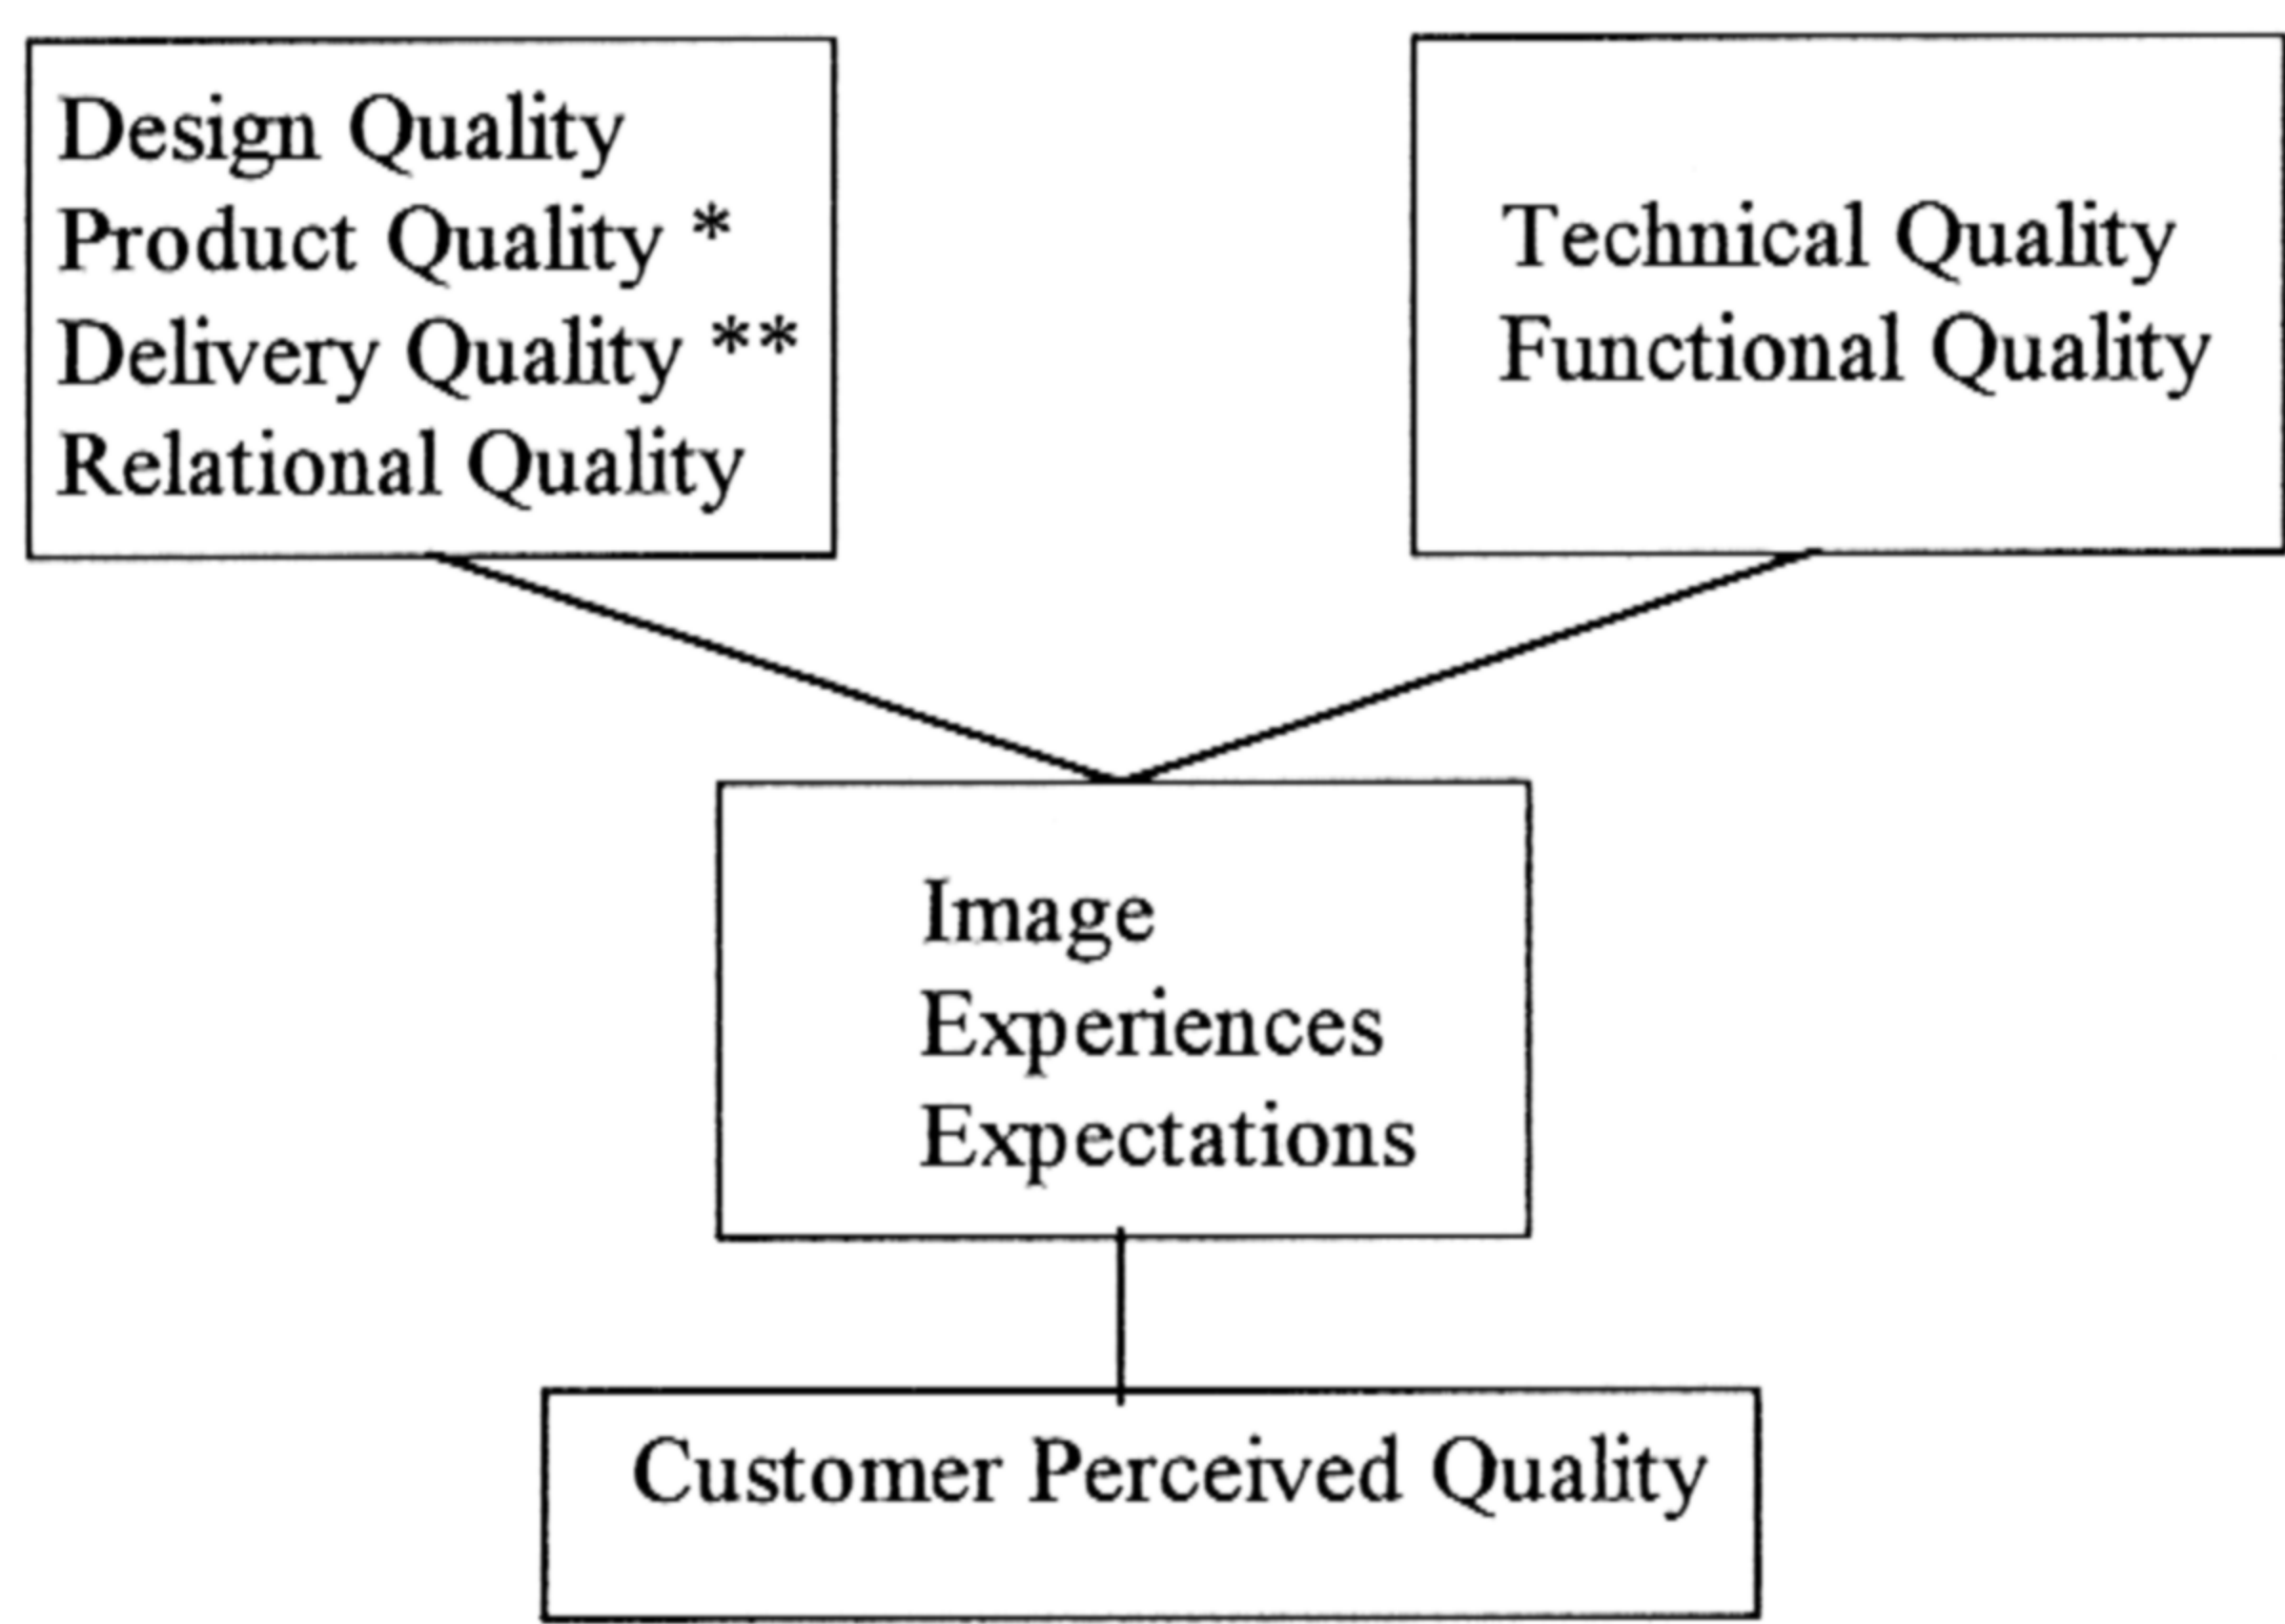 Design Quality
Product Quality *
Delivery Quality **
Relational Quality
Technical Quality
Functional Quality
Image
Experiences
Expectations
Customer Perceived Quality